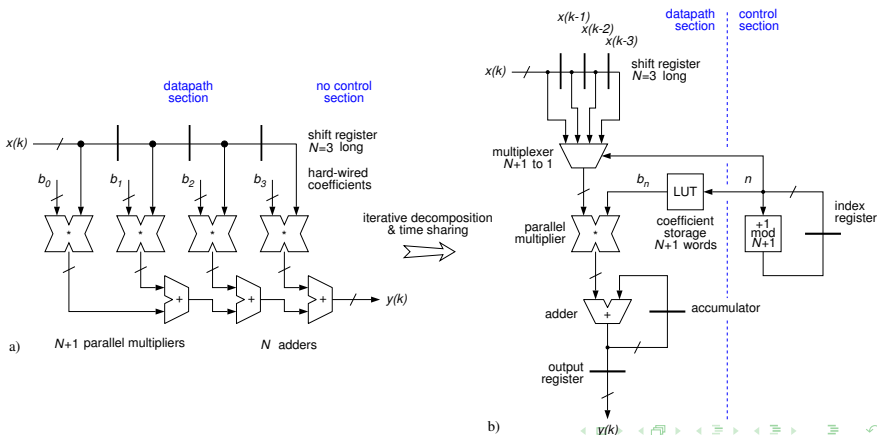 datapath
section
no control
section
x(k)
shift register
N=3 long
hard-wired
coefficients
b0
b1
b2
b3
*
*
*
*
+
+
+
y(k)
a)
N+1 parallel multipliers
N adders
iterative decomposition
& time sharing
datapath
section
control
section
x(k-1)
x(k-2)
x(k-3)
x(k)
shift register
N=3 long
multiplexer
N+1 to 1
bn
LUT
n
coefficient
storage
N+1 words
+1
mod
N+1
index
register
parallel
multiplier
*
adder
+
accumulator
output
register
b)
y(k)